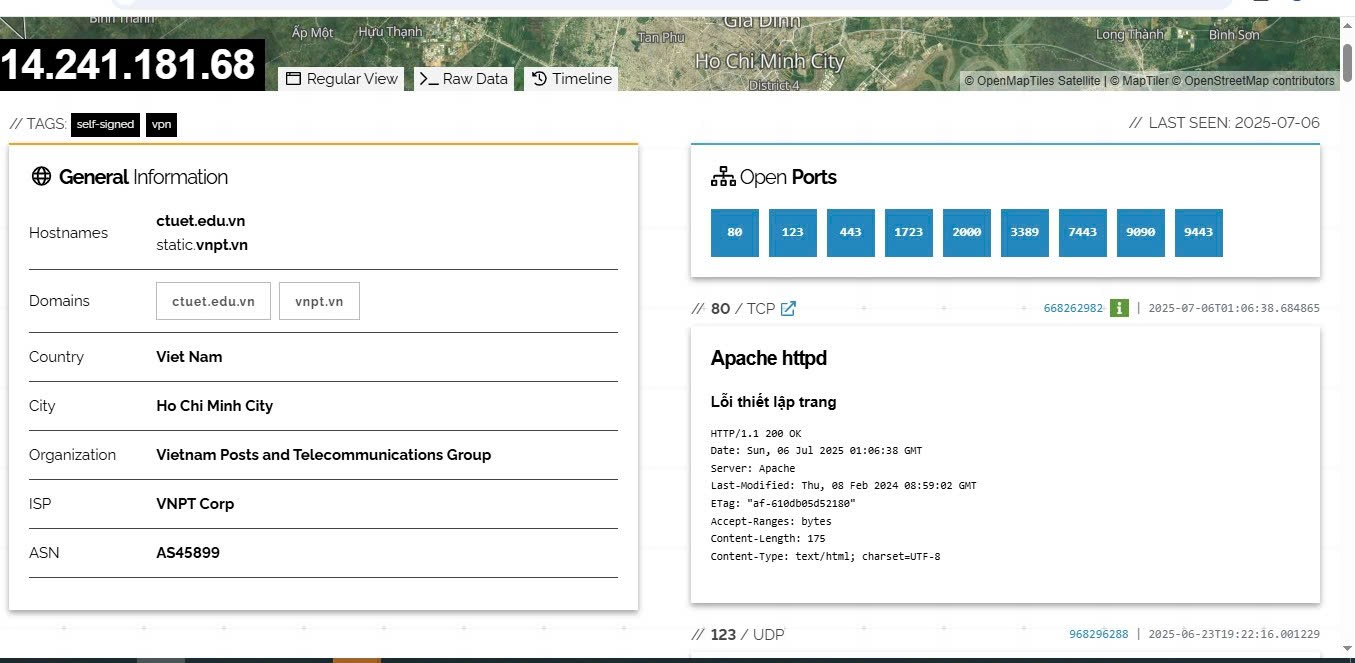 Bình Thạnh
Gia Định
Ấp Một
Hựu Thạnh
Tan Phu
Long Thành
Bình Sơn
Ho Chi Minh City
District 4
14.241.181.68
Regular View
>_ Raw Data
Timeline
© OpenMapTiles Satellite | © MapTiler © OpenStreetMap contributors
// TAGS: self-signed vpn
// LAST SEEN: 2025-07-06
General Information
Hostnames
ctuet.edu.vn
static.vnpt.vn
Domains
ctuet.edu.vn
vnpt.vn
Country
Viet Nam
City
Ho Chi Minh City
Organization
Vietnam Posts and Telecommunications Group
ISP
VNPT Corp
ASN
AS45899
Open Ports
80 123 443 1723 2000 3389 7443 9090 9443
// 80 / TCP
668262982 i | 2025-07-06T01:06:38.684865
Apache httpd
Lỗi thiết lập trang
HTTP/1.1 200 OK
Date: Sun, 06 Jul 2025 01:06:38 GMT
Server: Apache
Last-Modified: Thu, 08 Feb 2024 08:59:02 GMT
ETag: "af-610db05d52180"
Accept-Ranges: bytes
Content-Length: 175
Content-Type: text/html; charset=UTF-8
// 123 / UDP
968296288 | 2025-06-23T19:22:16.001229